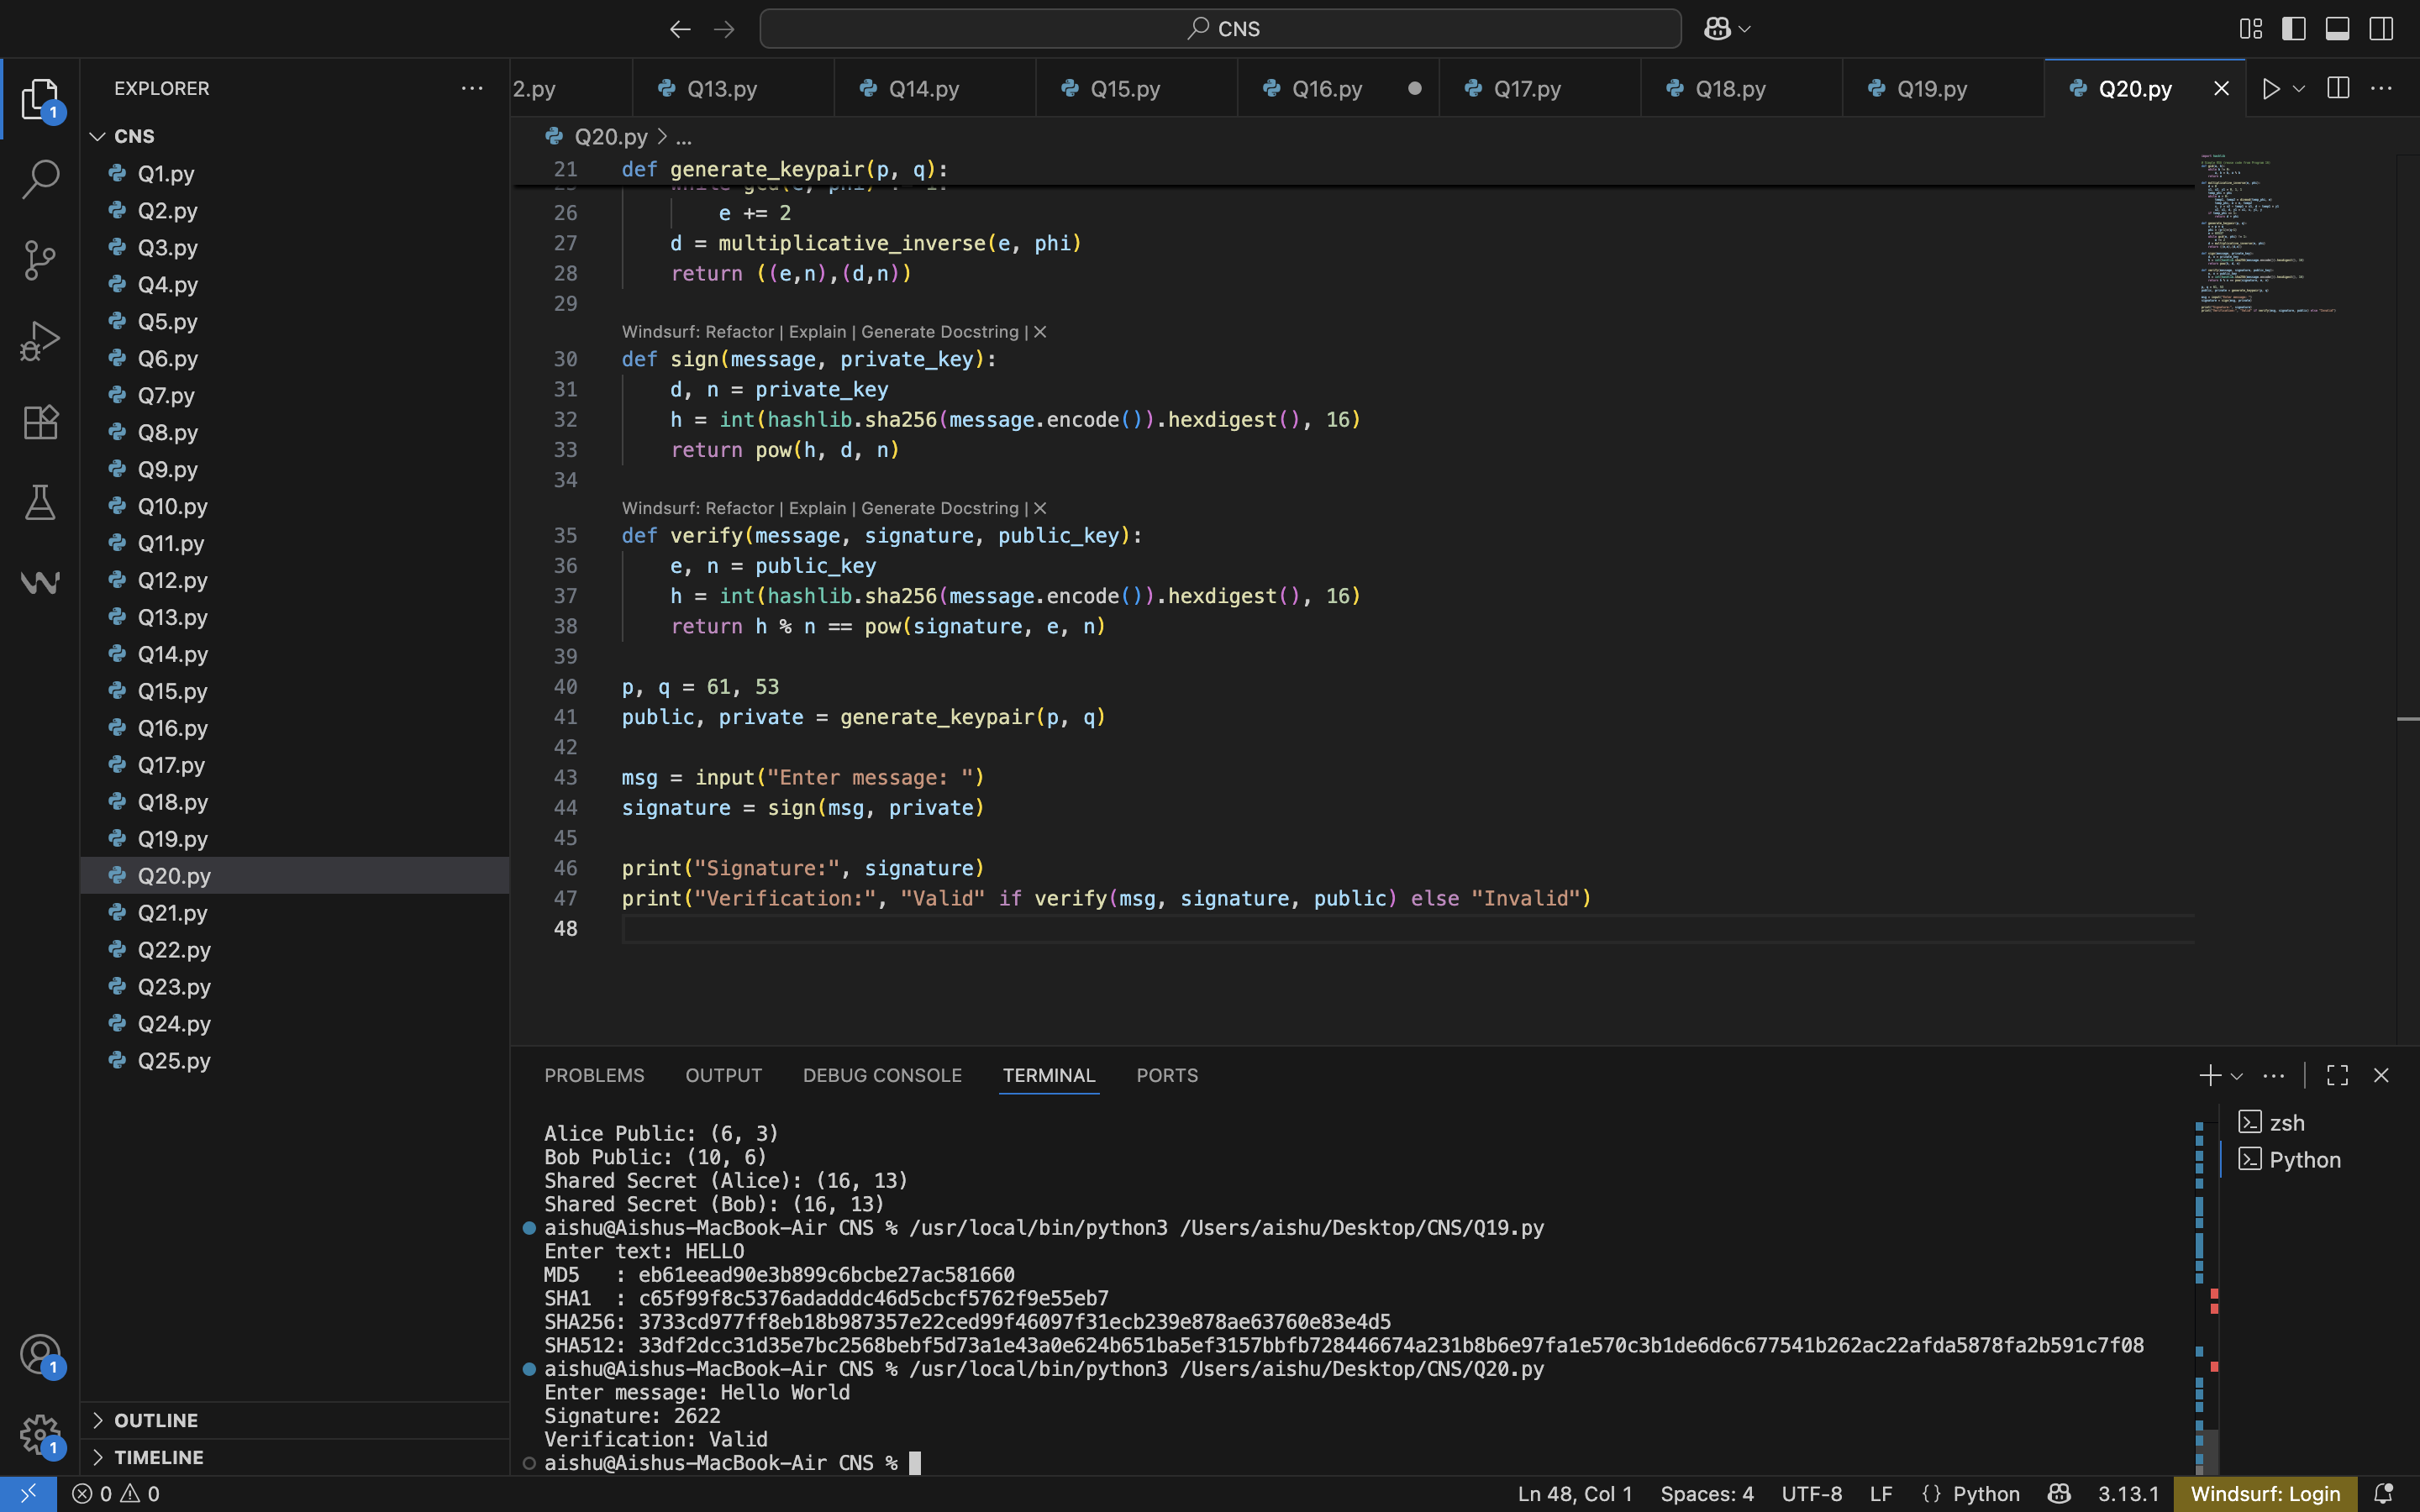 CNS
EXPLORER
CNS
Q1.py
Q2.py
Q3.py
Q4.py
Q5.py
Q6.py
Q7.py
Q8.py
Q9.py
Q10.py
Q11.py
Q12.py
Q13.py
Q14.py
Q15.py
Q16.py
Q17.py
Q18.py
Q19.py
Q20.py
Q21.py
Q22.py
Q23.py
Q24.py
Q25.py
OUTLINE
TIMELINE
2.py Q13.py Q14.py Q15.py Q16.py Q17.py Q18.py Q19.py Q20.py
Q20.py > ...
21 def generate_keypair(p, q):
26 e += 2
27 d = multiplicative_inverse(e, phi)
28 return ((e,n),(d,n))
29
Windsurf: Refactor | Explain | Generate Docstring | X
30 def sign(message, private_key):
31 d, n = private_key
32 h = int(hashlib.sha256(message.encode()).hexdigest(), 16)
33 return pow(h, d, n)
34
Windsurf: Refactor | Explain | Generate Docstring | X
35 def verify(message, signature, public_key):
36 e, n = public_key
37 h = int(hashlib.sha256(message.encode()).hexdigest(), 16)
38 return h % n == pow(signature, e, n)
39
40 p, q = 61, 53
41 public, private = generate_keypair(p, q)
42
43 msg = input("Enter message: ")
44 signature = sign(msg, private)
45
46 print("Signature:", signature)
47 print("Verification:", "Valid" if verify(msg, signature, public) else "Invalid")
48
PROBLEMS OUTPUT DEBUG CONSOLE TERMINAL PORTS
Alice Public: (6, 3)
Bob Public: (10, 6)
Shared Secret (Alice): (16, 13)
Shared Secret (Bob): (16, 13)
aishu@Aishus-MacBook-Air CNS % /usr/local/bin/python3 /Users/aishu/Desktop/CNS/Q19.py
Enter text: HELLO
MD5 : eb61eead90e3b899c6bcbe27ac581660
SHA1 : c65f99f8c5376adadddc46d5cbcf5762f9e55eb7
SHA256: 3733cd977ff8eb18b987357e22ced99f46097f31ecb239e878ae63760e83e4d5
SHA512: 33df2dcc31d35e7bc2568bebf5d73a1e43a0e624b651ba5ef3157bbfb728446674a231b8b6e97fa1e570c3b1de6d6c677541b262ac22afda5878fa2b591c7f08
aishu@Aishus-MacBook-Air CNS % /usr/local/bin/python3 /Users/aishu/Desktop/CNS/Q20.py
Enter message: Hello World
Signature: 2622
Verification: Valid
aishu@Aishus-MacBook-Air CNS %
zsh
Python
0 0
Ln 48, Col 1 Spaces: 4 UTF-8 LF {} Python 3.13.1 Windsurf: Login